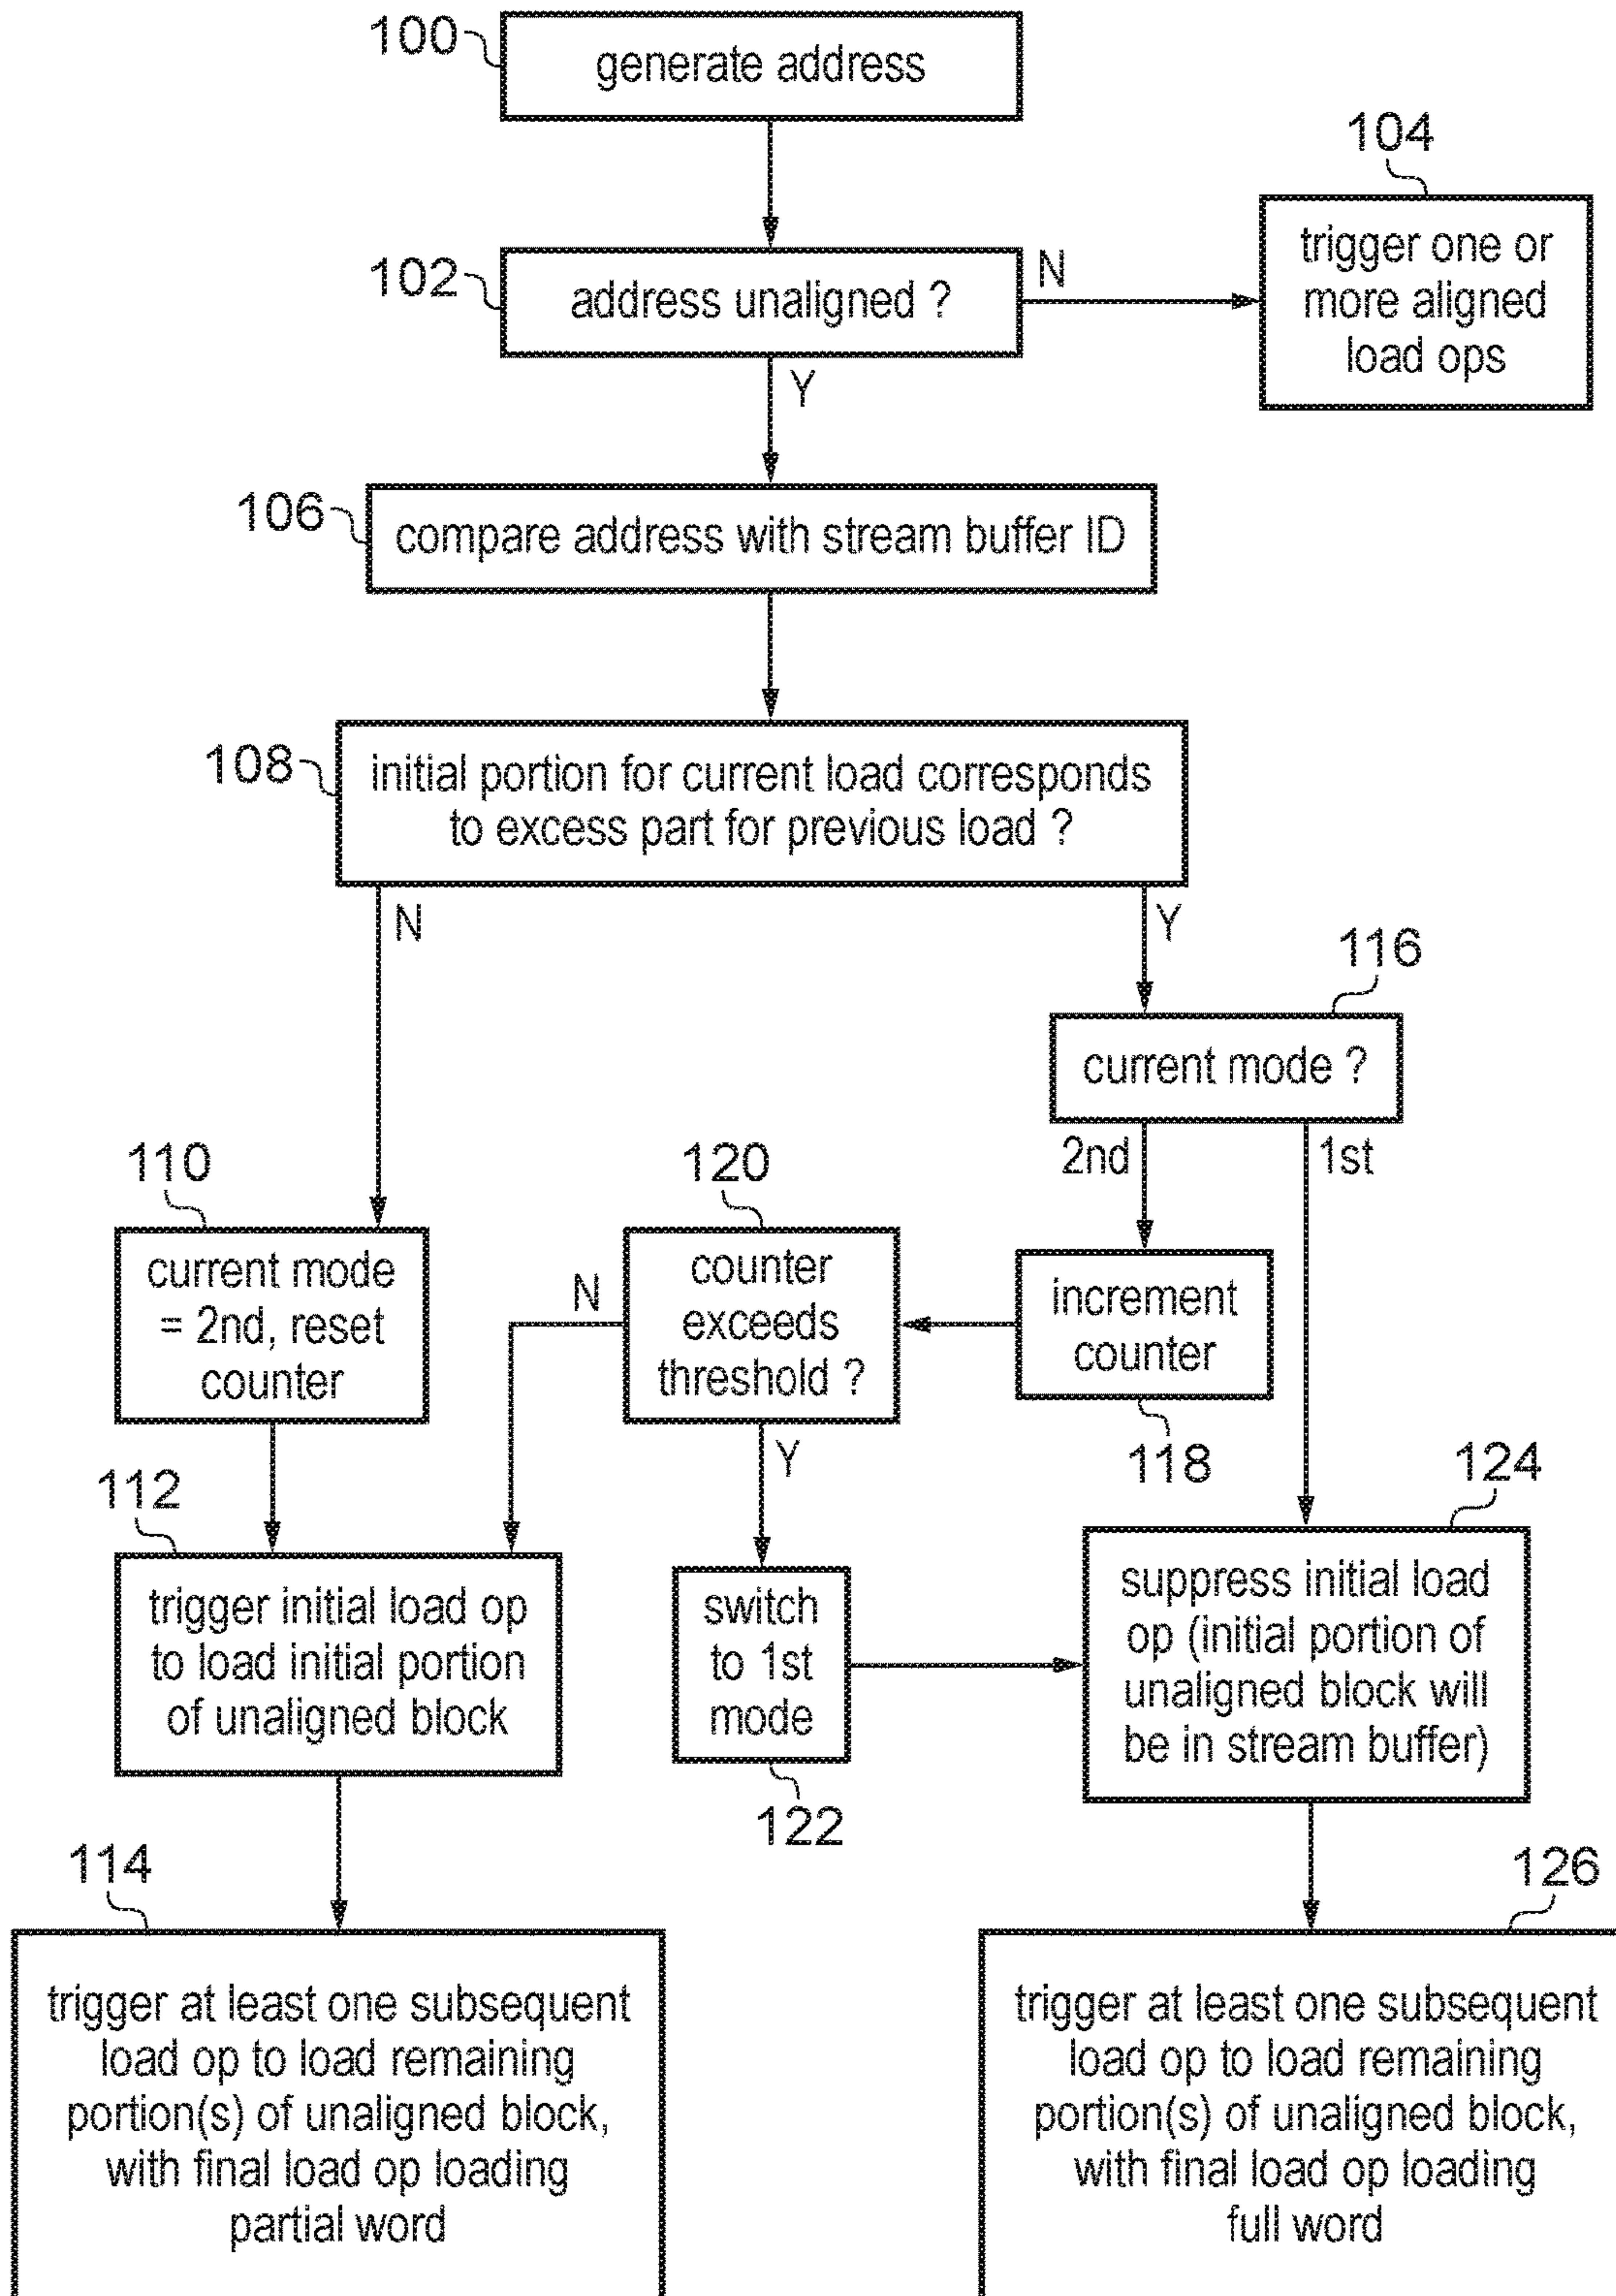 100
generate address
104
trigger one or
more aligned
load ops
102
address unaligned ?
N
Y
106
compare address with stream buffer ID
108
initial portion for current load corresponds
to excess part for previous load ?
N
Y
116
current mode ?
2nd
1st
110
current mode
= 2nd, reset
counter
120
counter
exceeds
threshold ?
N
Y
increment
counter
118
112
trigger initial load op
to load initial portion
of unaligned block
switch
to 1st
mode
122
124
suppress initial load
op (initial portion of
unaligned block will
be in stream buffer)
114
trigger at least one subsequent
load op to load remaining
portion(s) of unaligned block,
with final load op loading
partial word
126
trigger at least one subsequent
load op to load remaining
portion(s) of unaligned block,
with final load op loading
full word